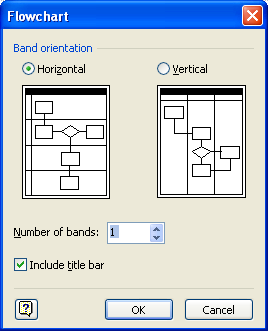 Flowchart
Band orientation
Horizontal
Vertical
Number of bands: 1
Include title bar
?
OK
Cancel